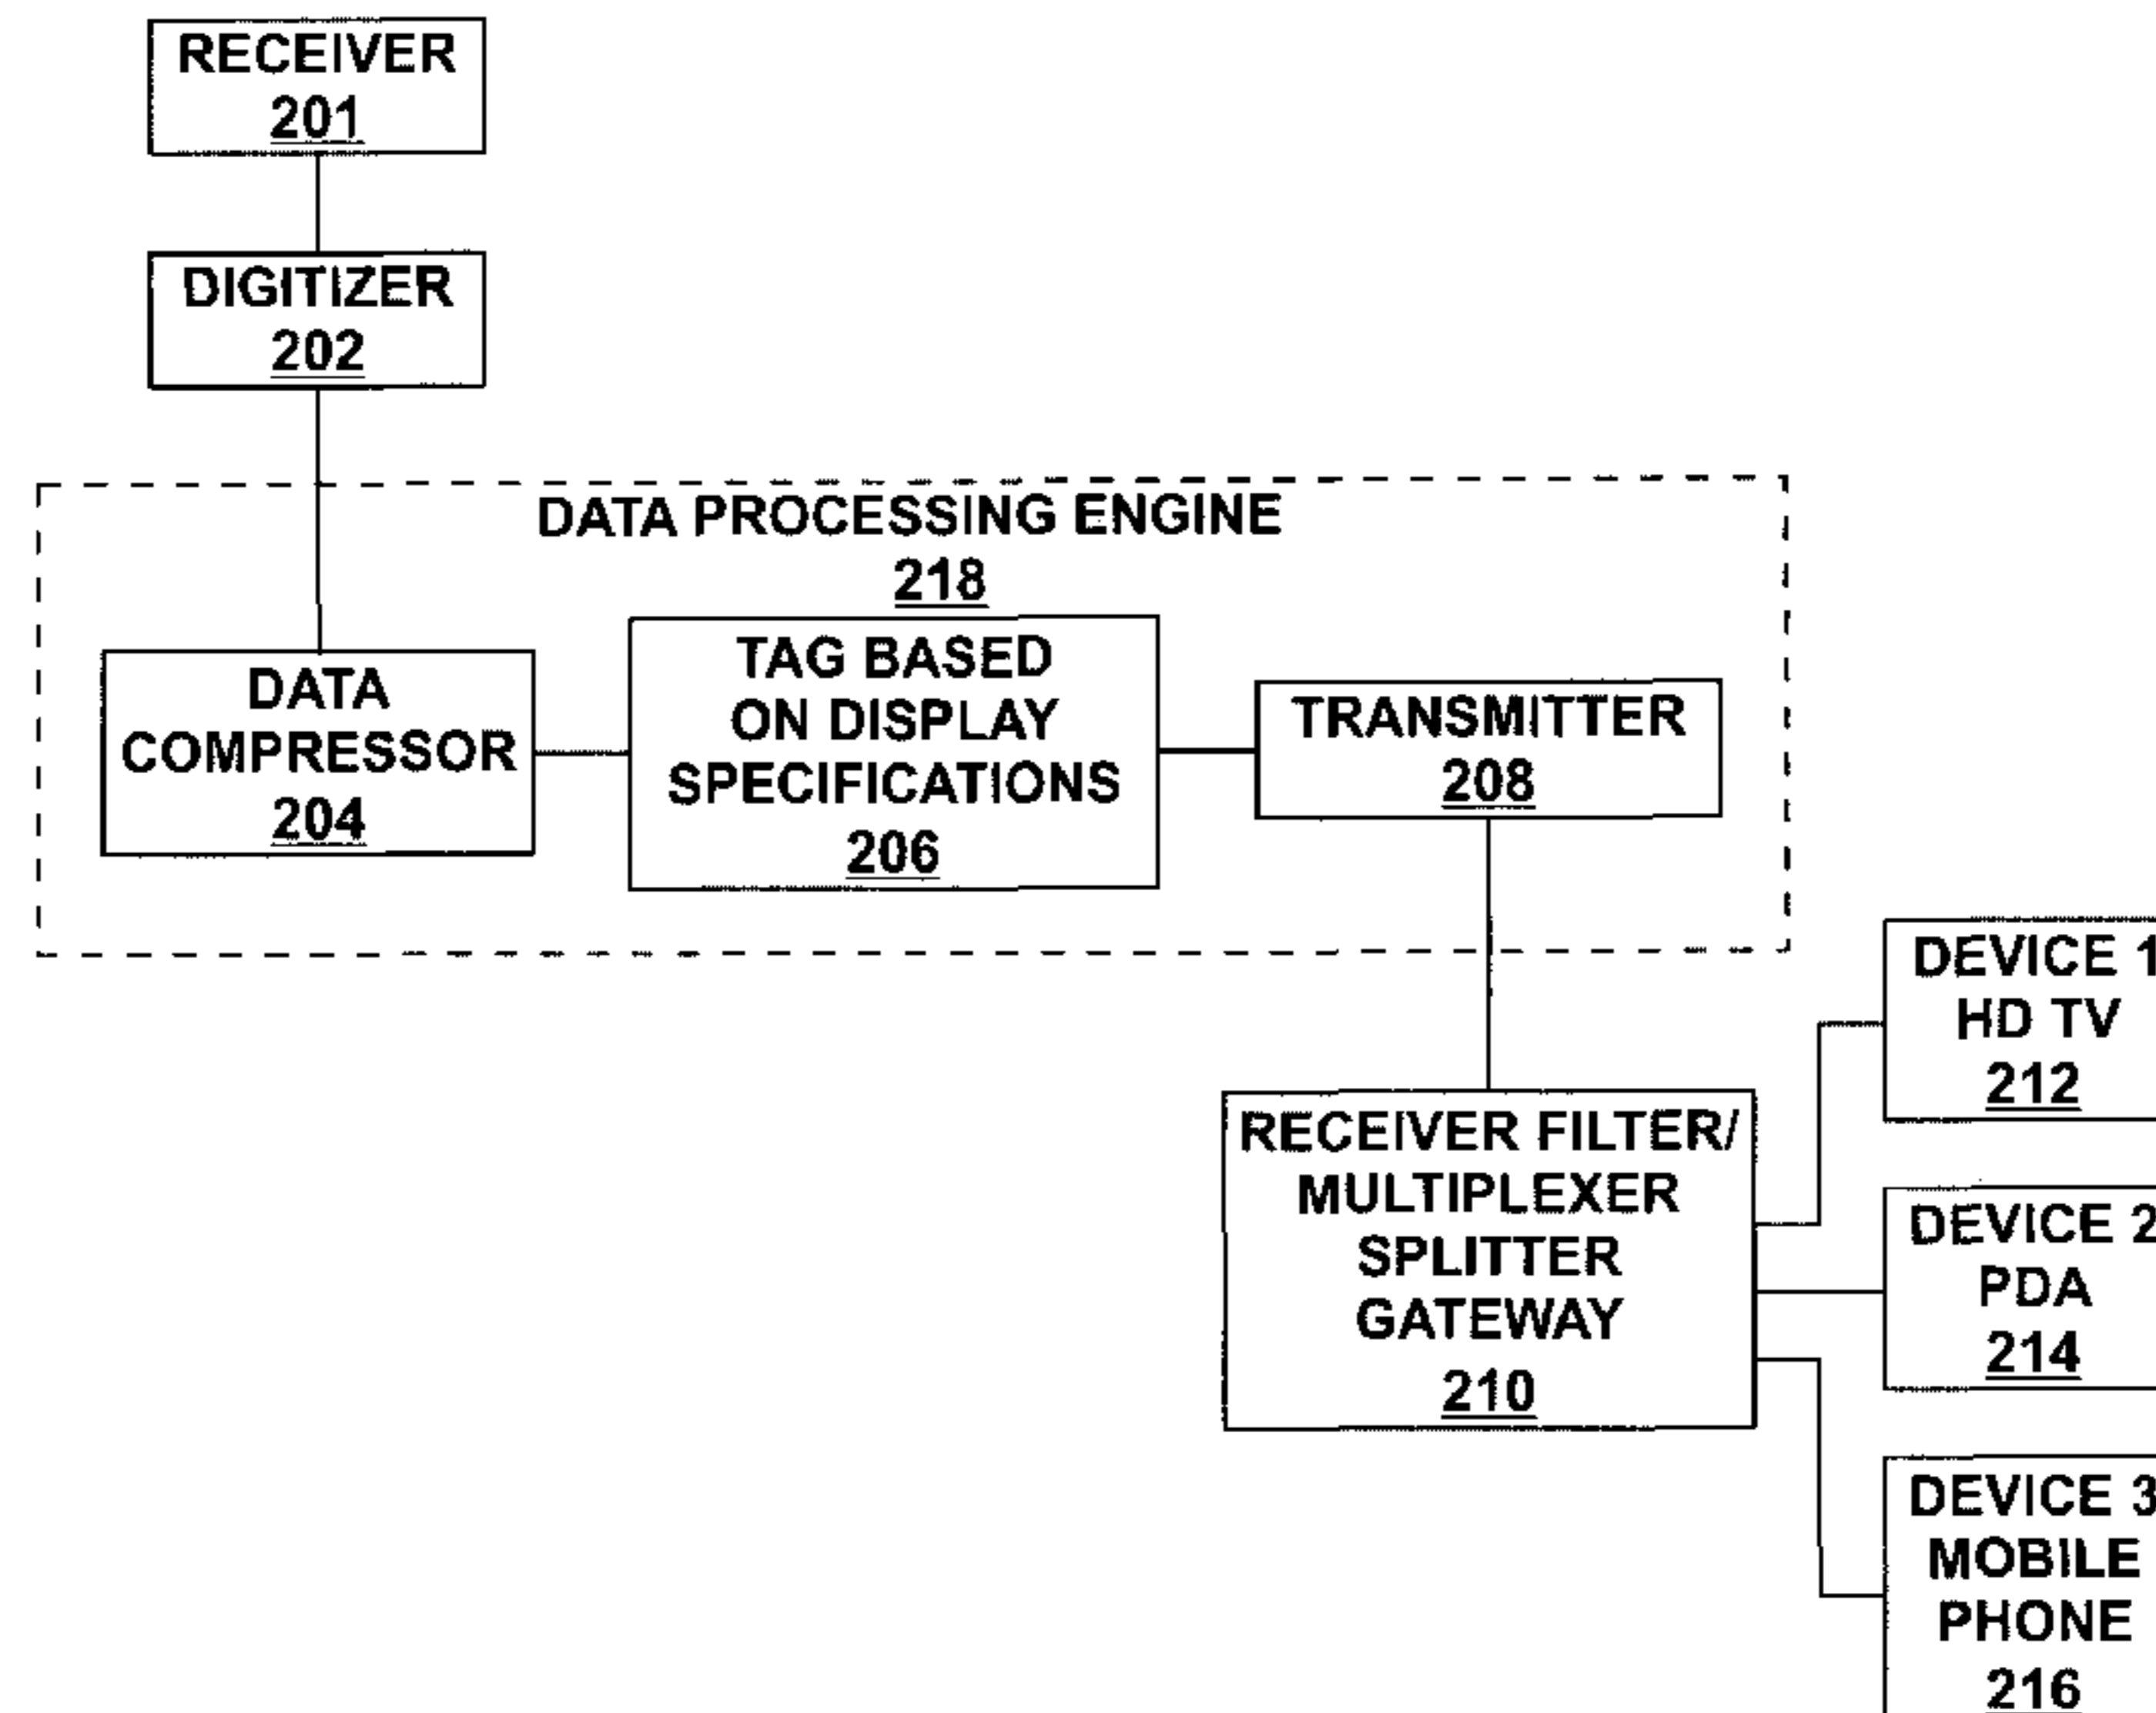 RECEIVER
201
DIGITIZER
202
DATA PROCESSING ENGINE
218
DATA
COMPRESSOR
204
TAG BASED
ON DISPLAY
SPECIFICATIONS
206
TRANSMITTER
208
RECEIVER FILTER/
MULTIPLEXER
SPLITTER
GATEWAY
210
DEVICE 1
HD TV
212
DEVICE 2
PDA
214
DEVICE 3
MOBILE
PHONE
216